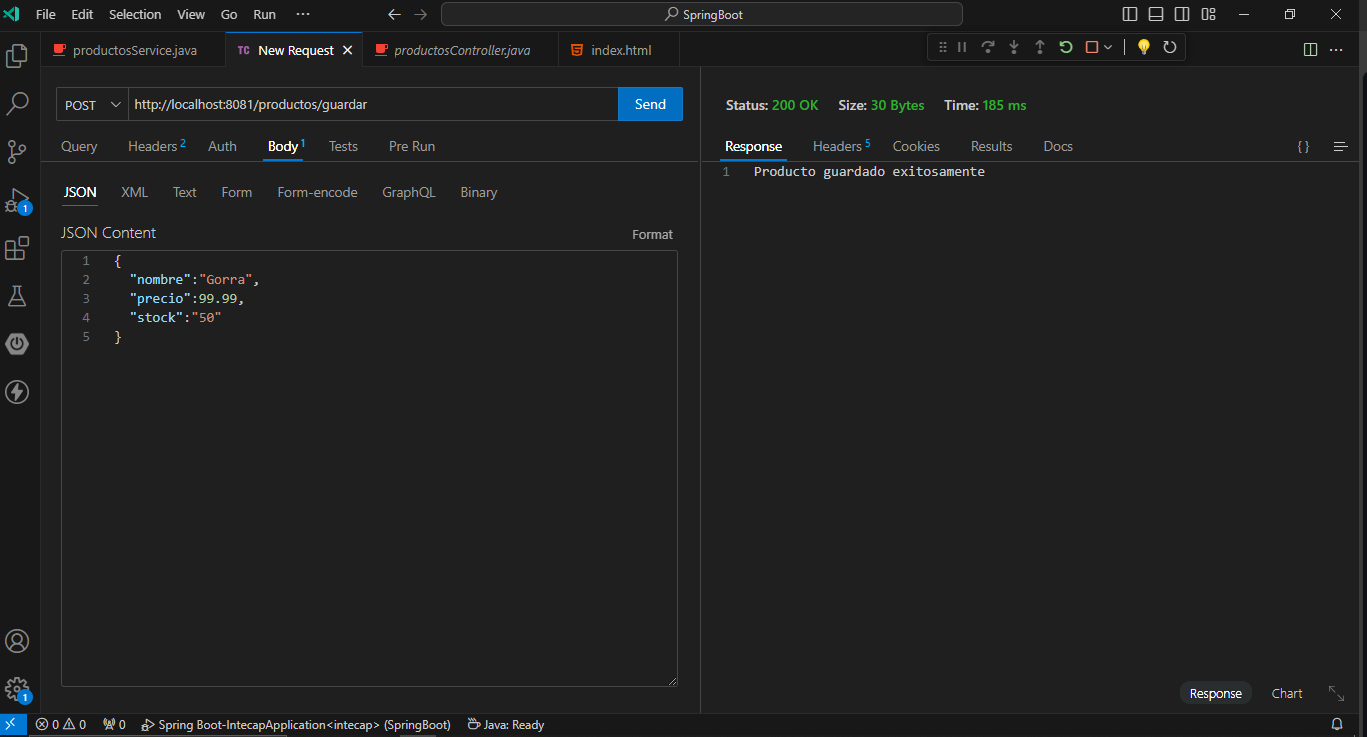 File Edit Selection View Go Run ··· SpringBoot
productosService.java TC New Request productosController.java index.html
POST http://localhost:8081/productos/guardar Send
Status: 200 OK Size: 30 Bytes Time: 185 ms
Query Headers 2 Auth Body 1 Tests Pre Run
Response Headers 5 Cookies Results Docs { }
1 Producto guardado exitosamente
JSON XML Text Form Form-encode GraphQL Binary
JSON Content Format
1 {
2 "nombre":"Gorra",
3 "precio":99.99,
4 "stock":"50"
5 }
1
1
Response Chart
0 0 0 Spring Boot-IntecapApplication<intecap> (SpringBoot) Java: Ready